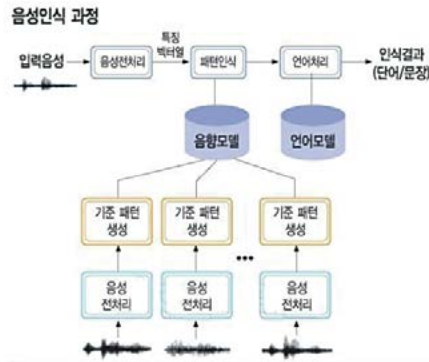 음성인식 과정
특징
벡터열
입력음성
음성전처리
패턴인식
언어처리
인식결과
(단어/문장)
음향모델
언어모델
기준 패턴
생성
기준 패턴
생성
기준 패턴
생성
음성
전처리
음성
전처리
음성
전처리